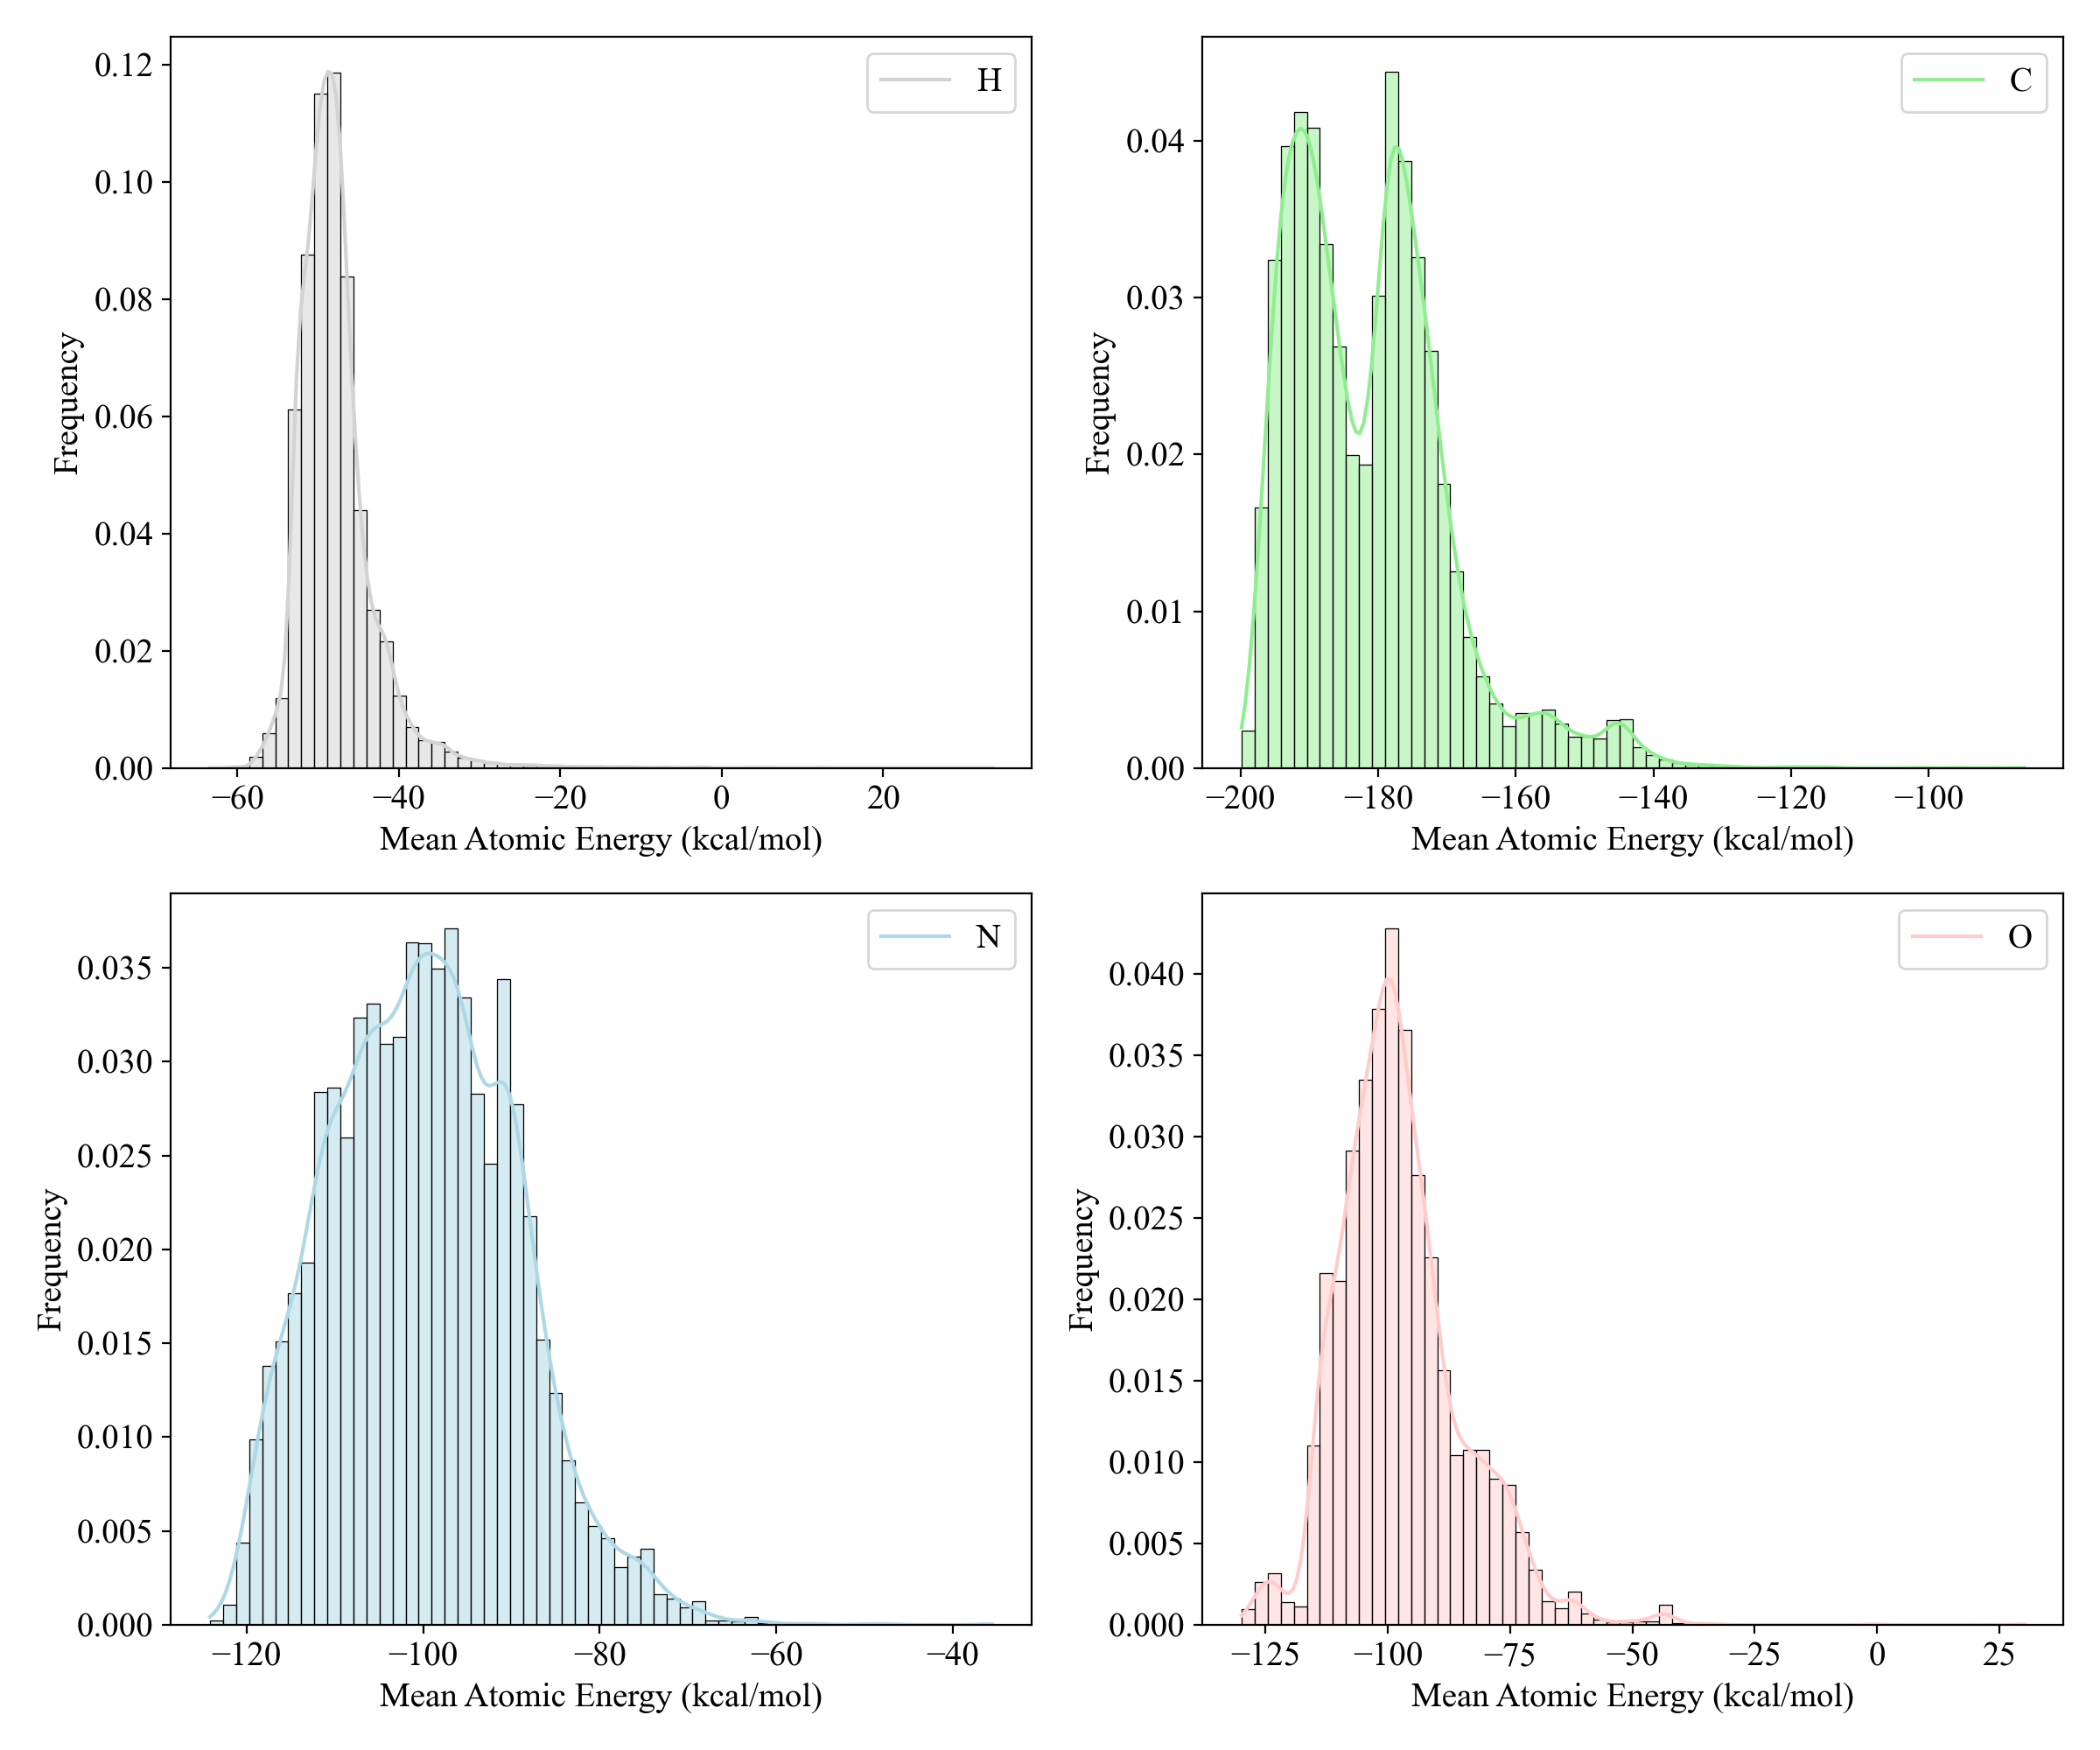 H
0.12
0.10
0.08
0.06
0.04
0.02
0.00
Frequency
−60 −40 −20 0 20
Mean Atomic Energy (kcal/mol)
C
0.04
0.03
0.02
0.01
0.00
Frequency
−200 −180 −160 −140 −120 −100
Mean Atomic Energy (kcal/mol)
N
0.035
0.030
0.025
0.020
0.015
0.010
0.005
0.000
Frequency
−120 −100 −80 −60 −40
Mean Atomic Energy (kcal/mol)
O
0.040
0.035
0.030
0.025
0.020
0.015
0.010
0.005
0.000
Frequency
−125 −100 −75 −50 −25 0 25
Mean Atomic Energy (kcal/mol)